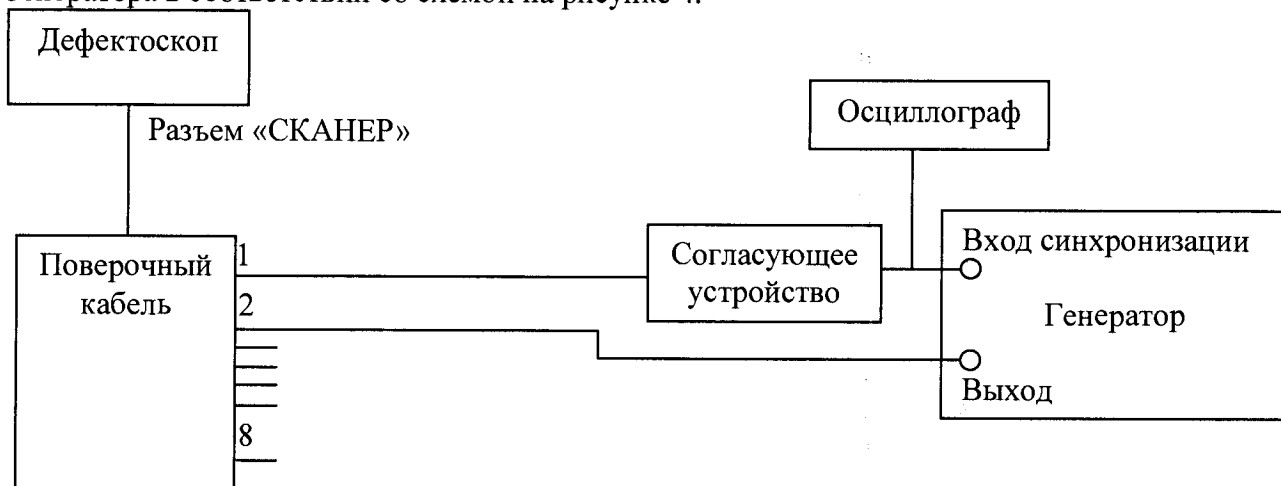 в соответствии со схемой на рисунке 4.
Дефектоскоп
Разъем «СКАНЕР»
Осциллограф
Поверочный
кабель
1
2
8
Согласующее
устройство
Вход синхронизации
Генератор
Выход